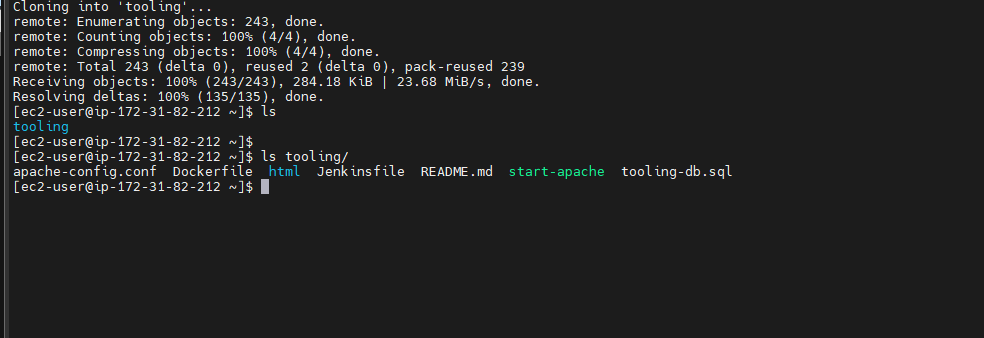 Cloning into 'tooling'...
remote: Enumerating objects: 243, done.
remote: Counting objects: 100% (4/4), done.
remote: Compressing objects: 100% (4/4), done.
remote: Total 243 (delta 0), reused 2 (delta 0), pack-reused 239
Receiving objects: 100% (243/243), 284.18 KiB | 23.68 MiB/s, done.
Resolving deltas: 100% (135/135), done.
[ec2-user@ip-172-31-82-212 ~]$ ls
tooling
[ec2-user@ip-172-31-82-212 ~]$
[ec2-user@ip-172-31-82-212 ~]$ ls tooling/
apache-config.conf  Dockerfile  html  Jenkinsfile  README.md  start-apache  tooling-db.sql
[ec2-user@ip-172-31-82-212 ~]$